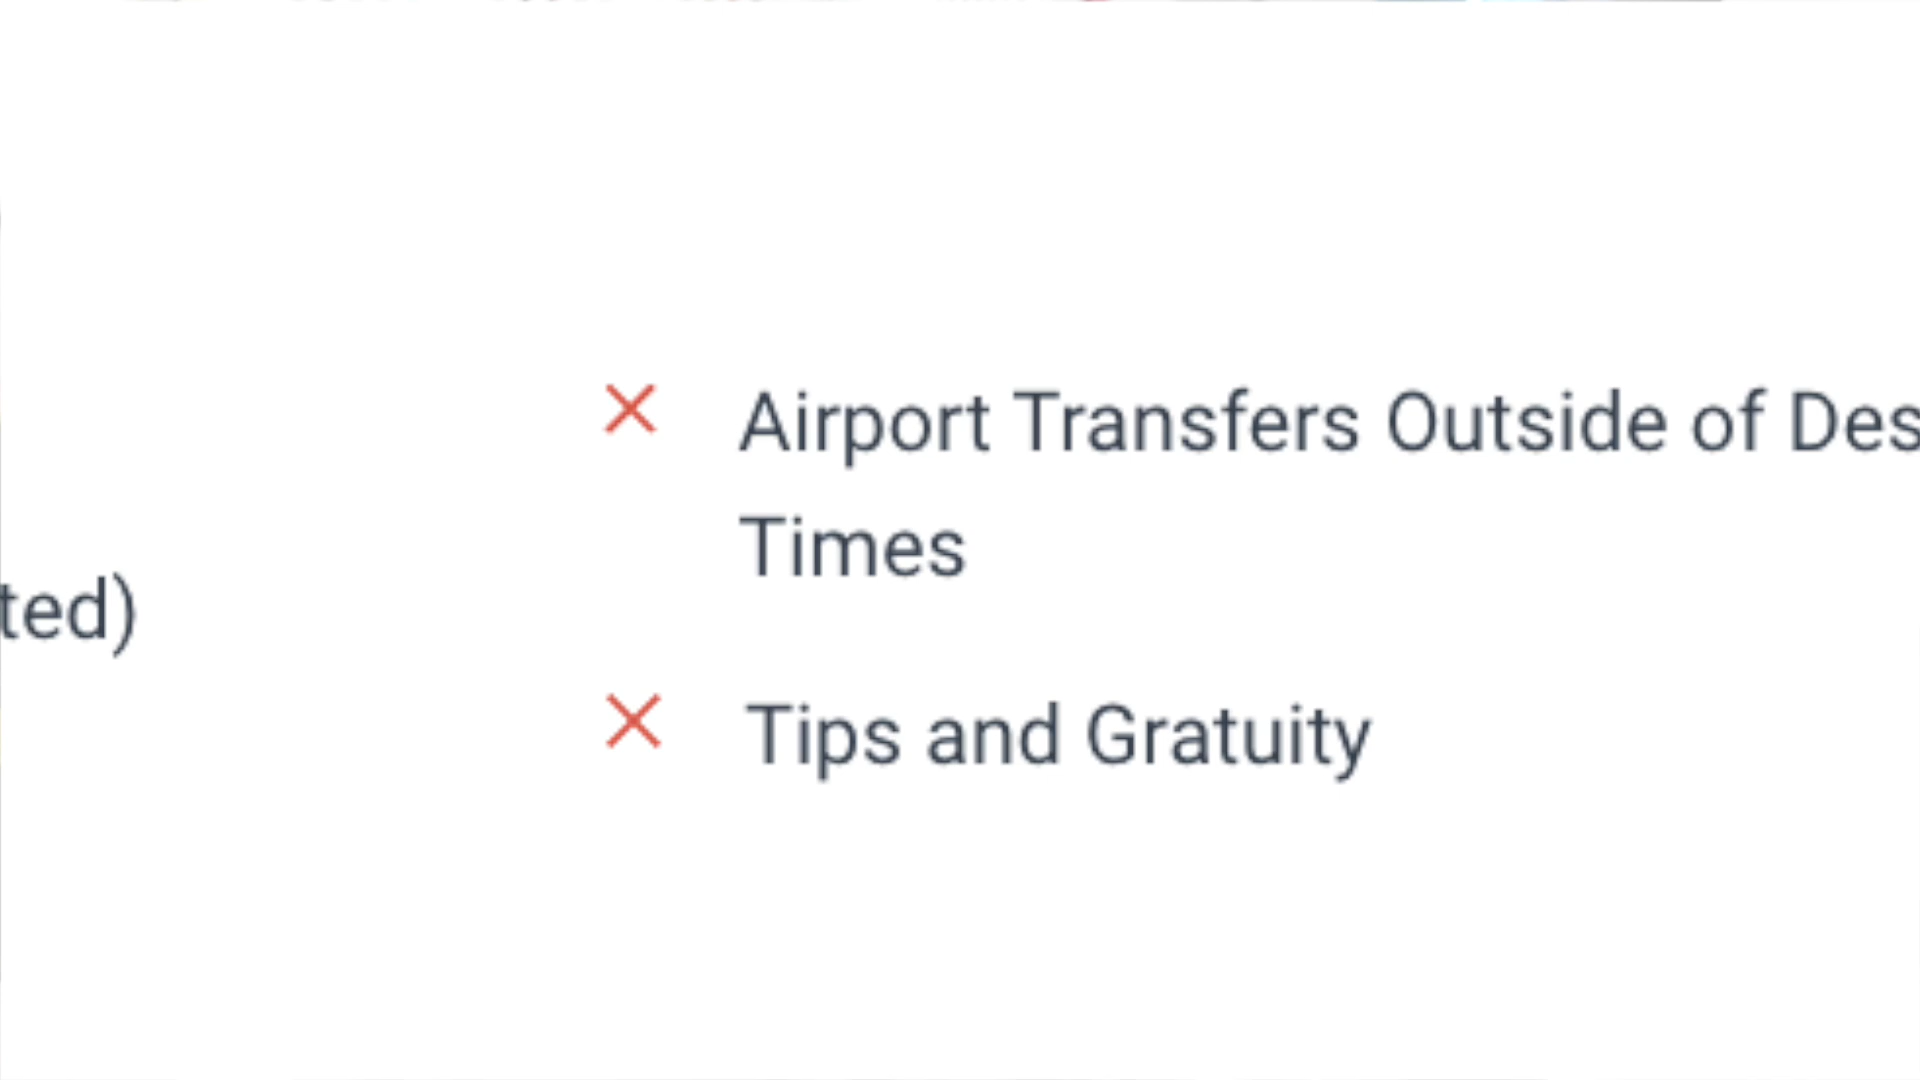 Airport Transfers Outside of Des
Times
ted)
Tips and Gratuity